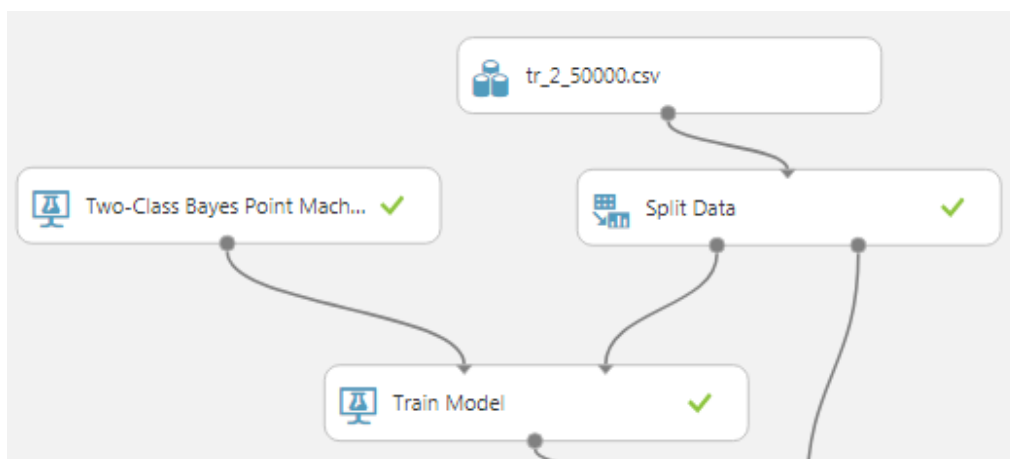 tr_2_50000.csv
Two-Class Bayes Point Mach...
Split Data
Train Model